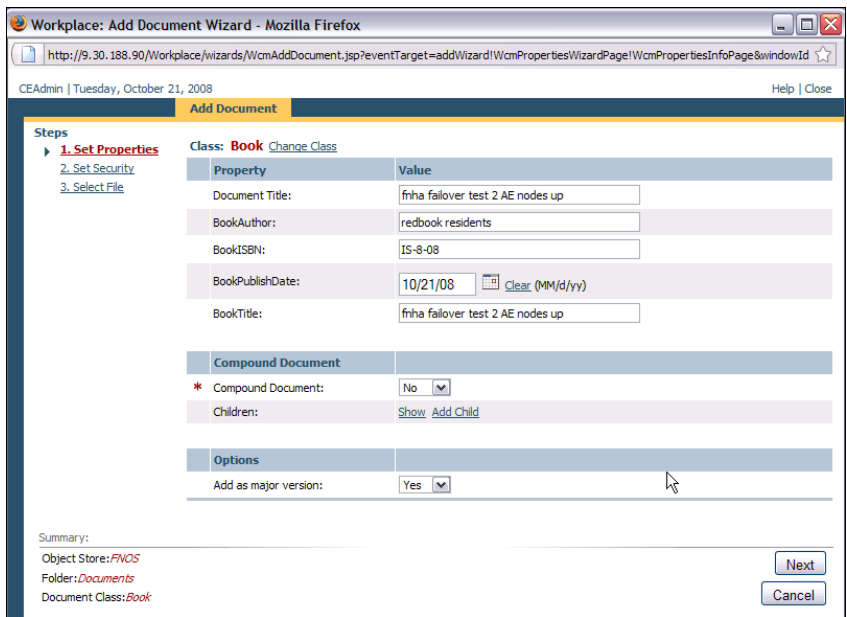 Workplace: Add Document Wizard - Mozilla Firefox
http://9.30.188.90/Workplace/wizards/WcmAddDocument.jsp?eventTarget=addWizard!WcmPropertiesWizardPage!WcmPropertiesInfoPage&windowId
CEAdmin | Tuesday, October 21, 2008 Help | Close
Add Document
Steps
1. Set Properties
2. Set Security
3. Select File
Class: Book Change Class
Property Value
Document Title: fnha failover test 2 AE nodes up
BookAuthor: redbook residents
BookISBN: IS-8-08
BookPublishDate: 10/21/08 Clear (MM/d/yy)
BookTitle: fnha failover test 2 AE nodes up
Compound Document
* Compound Document: No
Children: Show Add Child
Options
Add as major version: Yes
Summary:
Object Store:FNOS
Folder:Documents
Document Class:Book
Next
Cancel